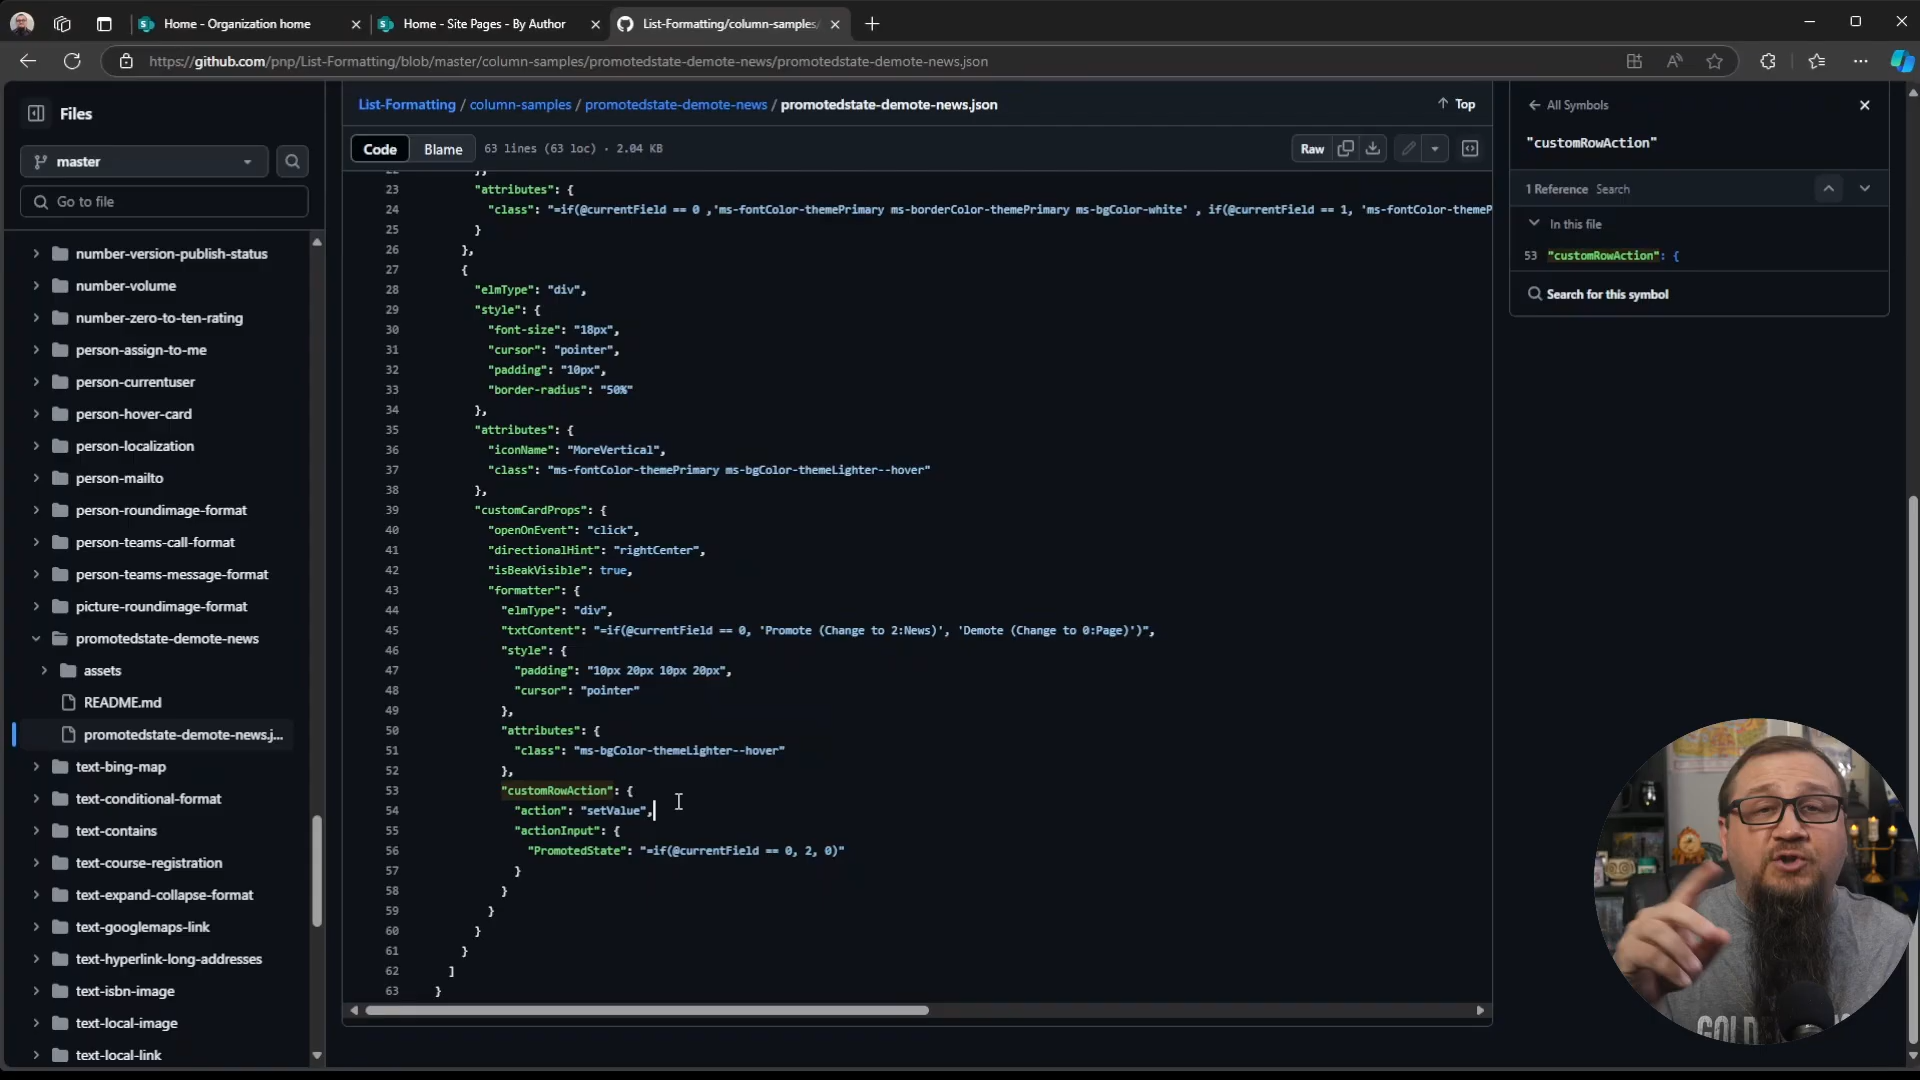 Home - Organization home
Home - Site Pages - By Author
List-Formatting/column-samples/
https://github.com/pnp/List-Formatting/blob/master/column-samples/promotedstate-demote-news/promotedstate-demote-news.json
Files
master
Go to file
number-version-publish-status
number-volume
number-zero-to-ten-rating
person-assign-to-me
person-currentuser
person-hover-card
person-localization
person-mailto
person-roundimage-format
person-teams-call-format
person-teams-message-format
picture-roundimage-format
promotedstate-demote-news
assets
README.md
promotedstate-demote-news.j...
text-bing-map
text-conditional-format
text-contains
text-course-registration
text-expand-collapse-format
text-googlemaps-link
text-hyperlink-long-addresses
text-isbn-image
text-local-image
text-local-link
List-Formatting / column-samples / promotedstate-demote-news / promotedstate-demote-news.json
Top
Code Blame 63 lines (63 loc) · 2.04 KB
Raw
22 },
23 "attributes": {
24 "class": "=if(@currentField == 0 ,'ms-fontColor-themePrimary ms-borderColor-themePrimary ms-bgColor-white' , if(@currentField == 1, 'ms-fontColor-themeP
25 }
26 },
27 {
28 "elmType": "div",
29 "style": {
30 "font-size": "18px",
31 "cursor": "pointer",
32 "padding": "10px",
33 "border-radius": "50%"
34 },
35 "attributes": {
36 "iconName": "MoreVertical",
37 "class": "ms-fontColor-themePrimary ms-bgColor-themeLighter--hover"
38 },
39 "customCardProps": {
40 "openOnEvent": "click",
41 "directionalHint": "rightCenter",
42 "isBeakVisible": true,
43 "formatter": {
44 "elmType": "div",
45 "txtContent": "=if(@currentField == 0, 'Promote (Change to 2:News)', 'Demote (Change to 0:Page)')",
46 "style": {
47 "padding": "10px 20px 10px 20px",
48 "cursor": "pointer"
49 },
50 "attributes": {
51 "class": "ms-bgColor-themeLighter--hover"
52 },
53 "customRowAction": {
54 "action": "setValue",
55 "actionInput": {
56 "PromotedState": "=if(@currentField == 0, 2, 0)"
57 }
58 }
59 }
60 }
61 }
62 ]
63 }
All Symbols
"customRowAction"
1 Reference Search
In this file
53 "customRowAction": {
Search for this symbol